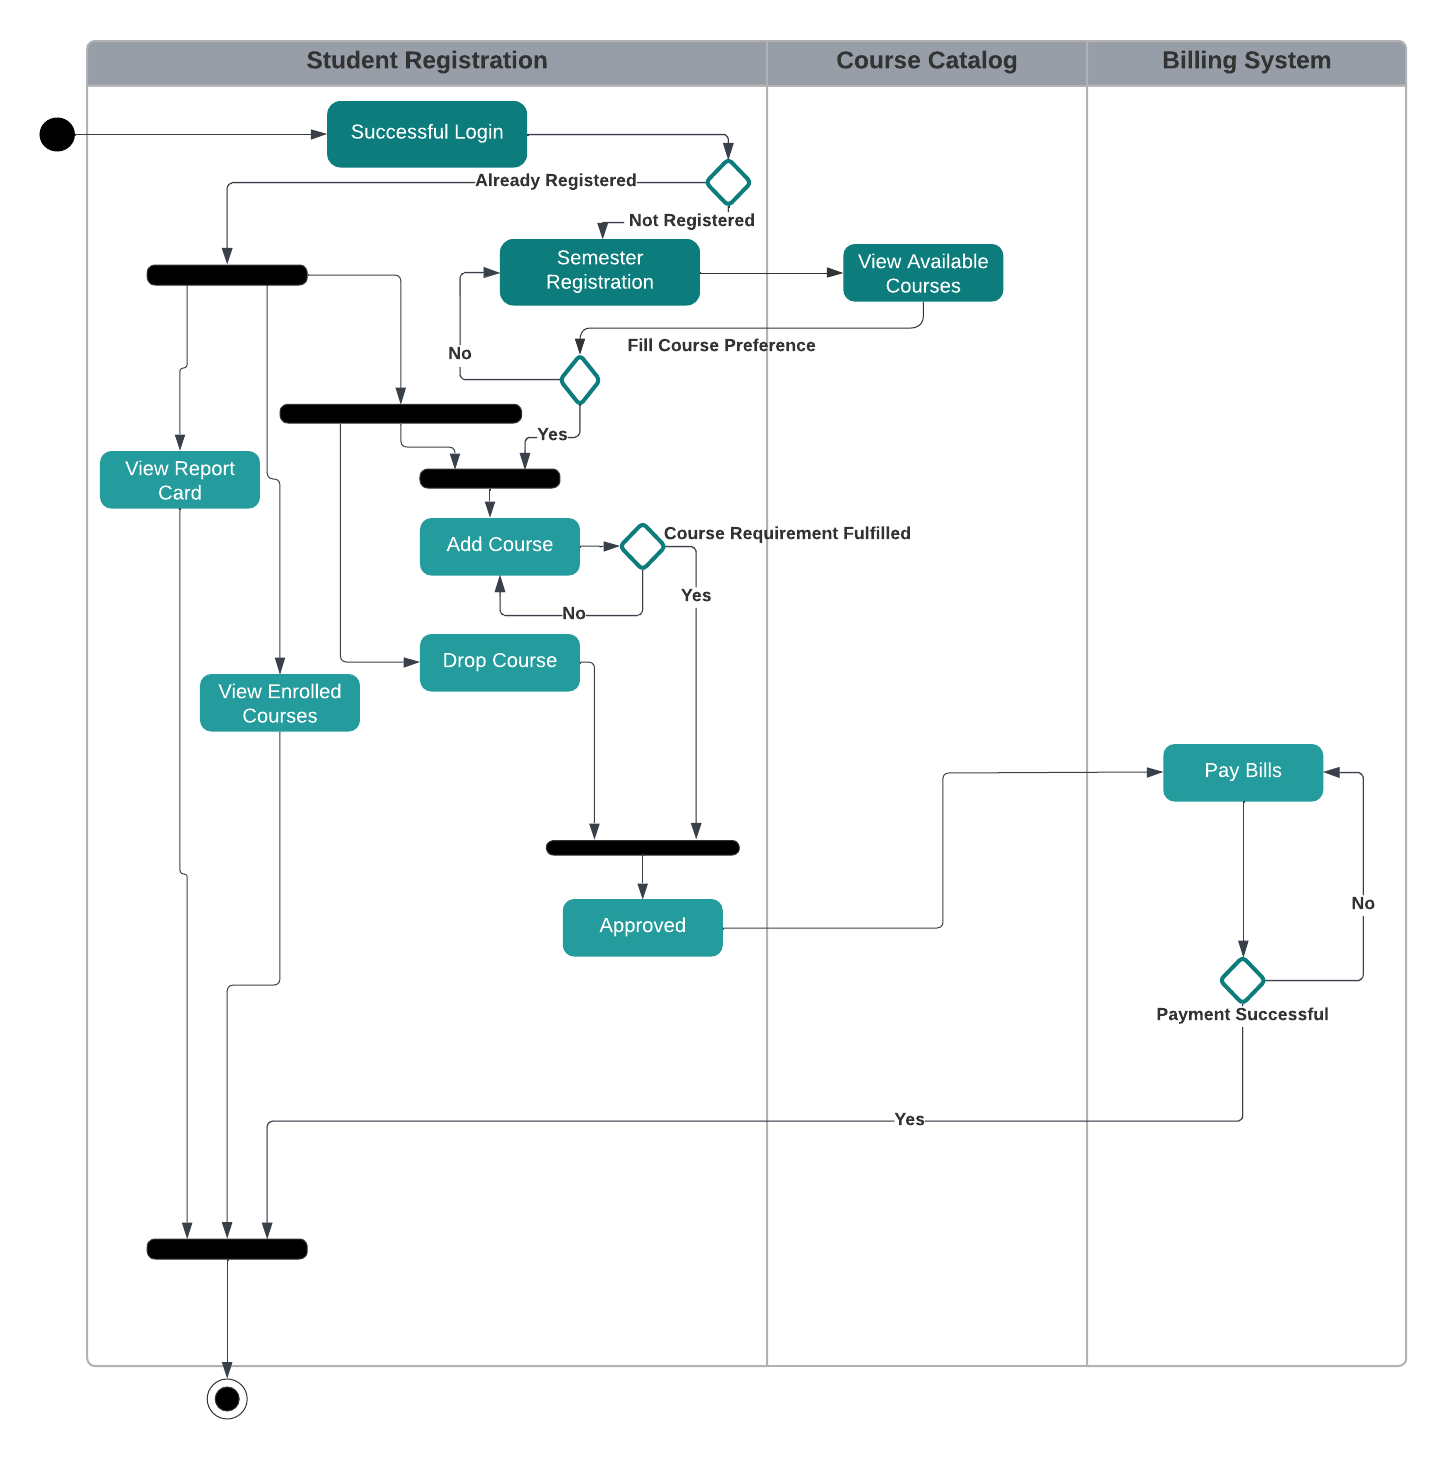 Student Registration
Course Catalog
Billing System
Successful Login
Already Registered
Not Registered
Semester
Registration
View Available
Courses
Fill Course Preference
No
Yes
View Report
Card
Add Course
Course Requirement Fulfilled
Yes
No
Drop Course
View Enrolled
Courses
Pay Bills
Approved
No
Payment Successful
Yes